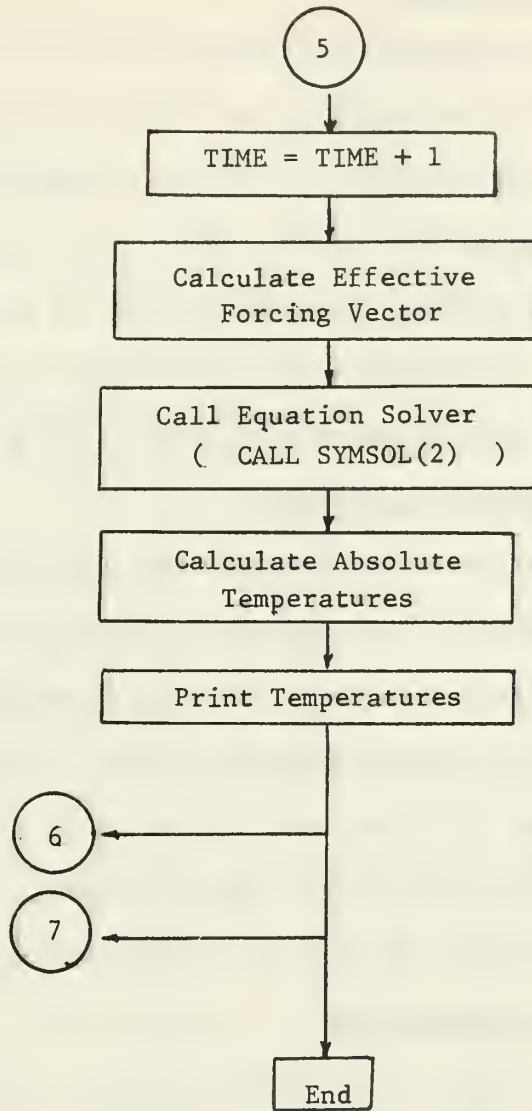 5
TIME = TIME + 1
Calculate Effective
Forcing Vector
Call Equation Solver
( CALL SYMSOL(2) )
Calculate Absolute
Temperatures
Print Temperatures
6
7
End